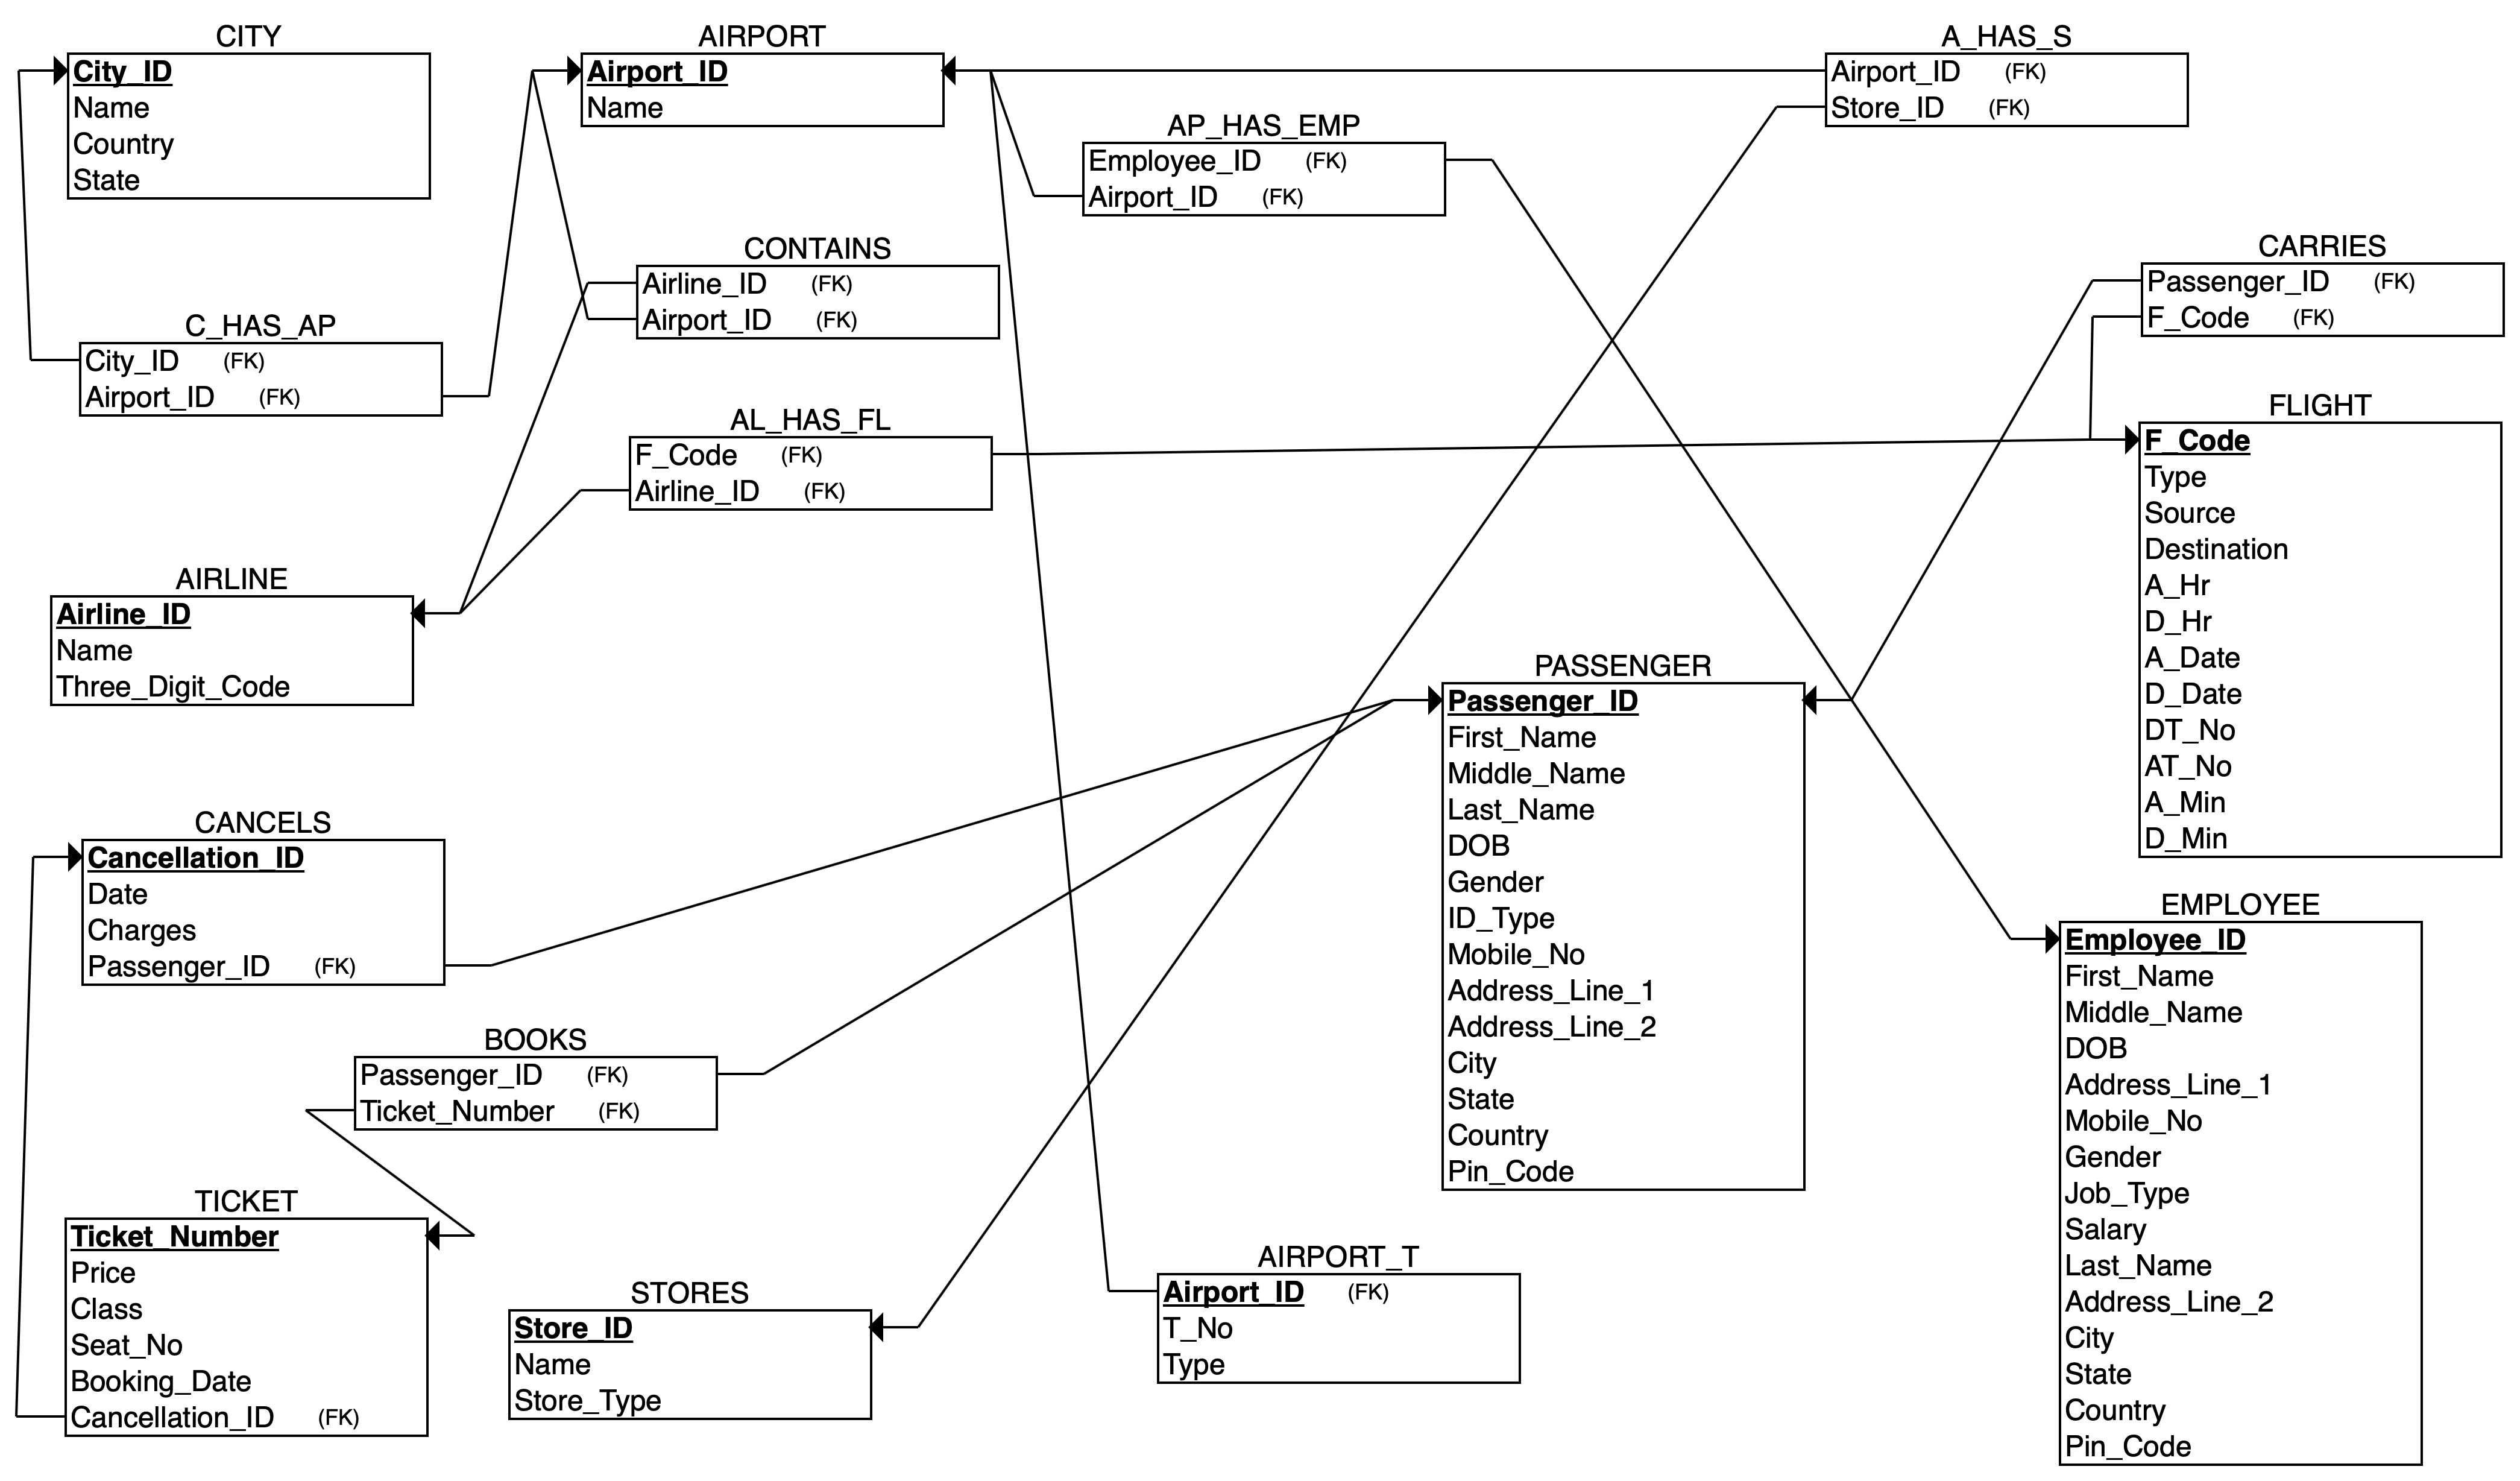 CITY
City_ID
Name
Country
State
AIRPORT
Airport_ID
Name
A_HAS_S
Airport_ID (FK)
Store_ID (FK)
AP_HAS_EMP
Employee_ID (FK)
Airport_ID (FK)
CONTAINS
Airline_ID (FK)
Airport_ID (FK)
CARRIES
Passenger_ID (FK)
F_Code (FK)
C_HAS_AP
City_ID (FK)
Airport_ID (FK)
AL_HAS_FL
F_Code (FK)
Airline_ID (FK)
FLIGHT
F_Code
Type
Source
Destination
A_Hr
D_Hr
A_Date
D_Date
DT_No
AT_No
A_Min
D_Min
AIRLINE
Airline_ID
Name
Three_Digit_Code
PASSENGER
Passenger_ID
First_Name
Middle_Name
Last_Name
DOB
Gender
ID_Type
Mobile_No
Address_Line_1
Address_Line_2
City
State
Country
Pin_Code
CANCELS
Cancellation_ID
Date
Charges
Passenger_ID (FK)
EMPLOYEE
Employee_ID
First_Name
Middle_Name
DOB
Address_Line_1
Mobile_No
Gender
Job_Type
Salary
Last_Name
Address_Line_2
City
State
Country
Pin_Code
BOOKS
Passenger_ID (FK)
Ticket_Number (FK)
TICKET
Ticket_Number
Price
Class
Seat_No
Booking_Date
Cancellation_ID (FK)
STORES
Store_ID
Name
Store_Type
AIRPORT_T
Airport_ID (FK)
T_No
Type